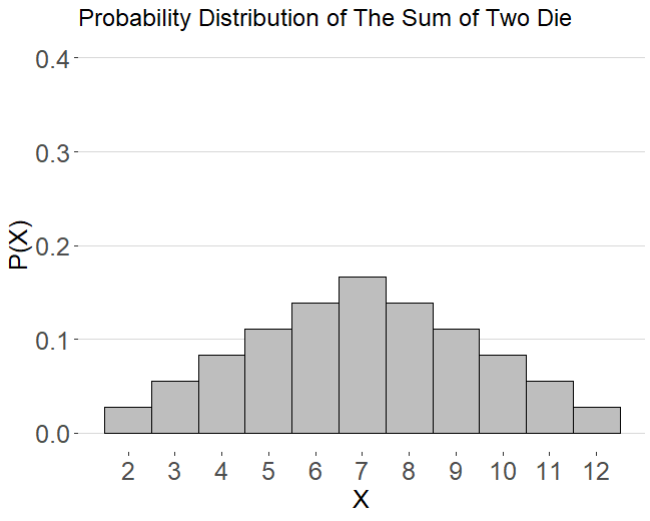 Probability Distribution of The Sum of Two Die
0.4
0.3
0.2
0.1
0.0
P(X)
2 3 4 5 6 7 8 9 10 11 12
X